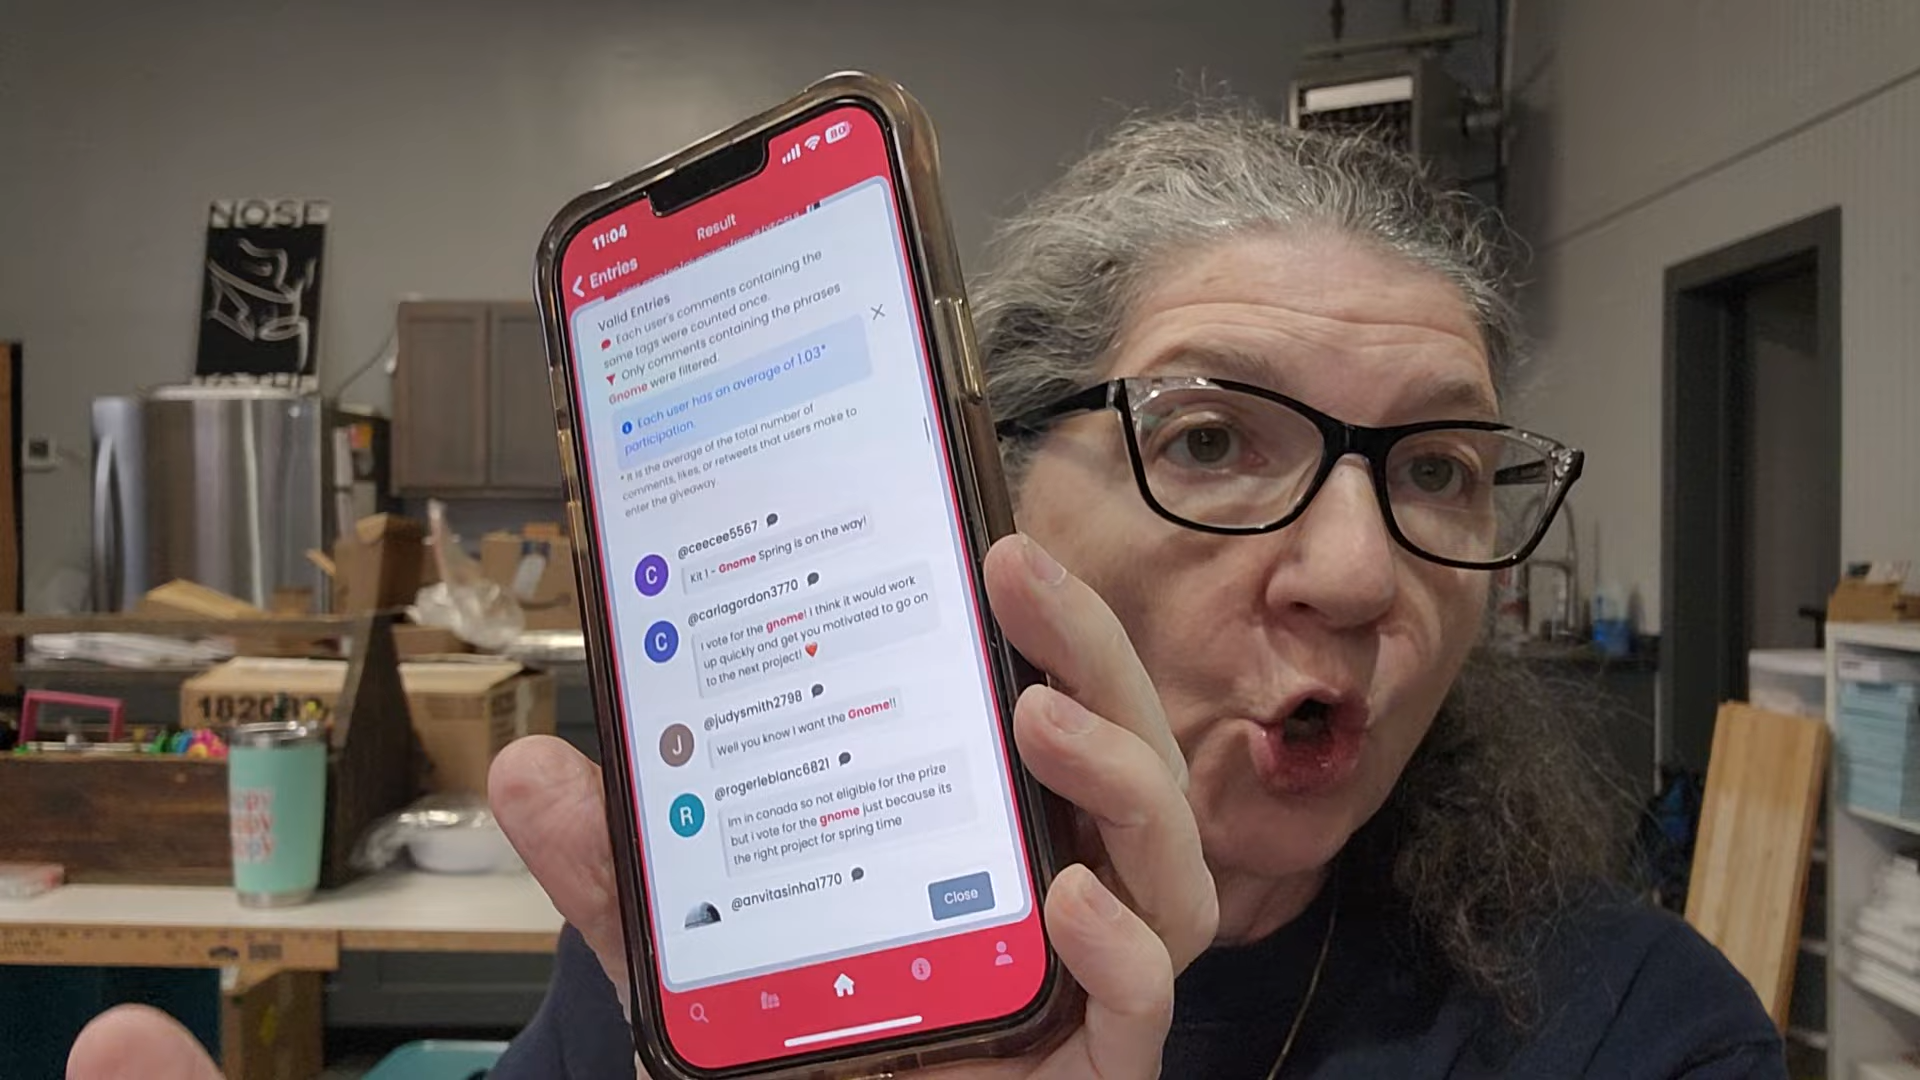 NOSE
11:04
80
Result
Entries
Valid Entries
Each user's comments containing the
same tags were counted once.
Only comments containing the phrases
Gnome were filtered.
Each user has an average of 1.03*
participation.
* It is the average of the total number of
comments, likes, or retweets that users make to
enter the giveaway.
@ceecee5567
C
Kit 1 - Gnome Spring is on the way!
@carlagordon3770
C
I vote for the gnome! I think it would work
up quickly and get you motivated to go on
to the next project! ❤️
@judysmith2798
J
Well you know I want the Gnome!!
@rogerleblanc6821
R
im in canada so not eligible for the prize
but i vote for the gnome just because its
the right project for spring time
@anvitasinha1770
Close